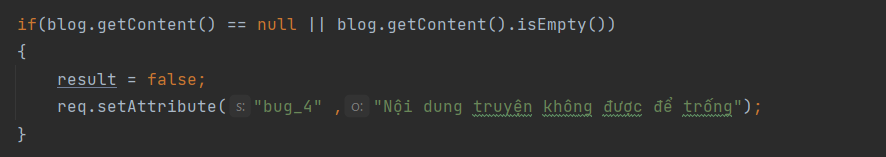 if(blog.getContent() == null || blog.getContent().isEmpty())
{
result = false;
req.setAttribute( s: "bug_4" , o: "Nội dung truyện không được để trống");
}